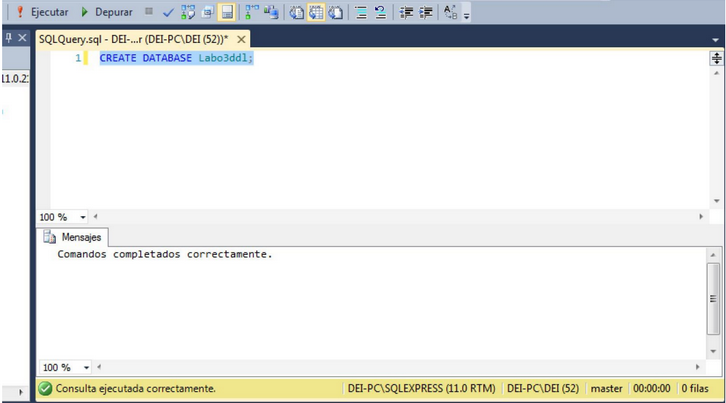 Ejecutar Depurar
SQLQuery.sql - DEI-...r (DEI-PC\DEI (52))*
11.0.2
1 CREATE DATABASE Labo3ddl;
100 %
Mensajes
Comandos completados correctamente.
100 %
Consulta ejecutada correctamente. DEI-PC\SQLEXPRESS (11.0 RTM) DEI-PC\DEI (52) master 00:00:00 0 filas